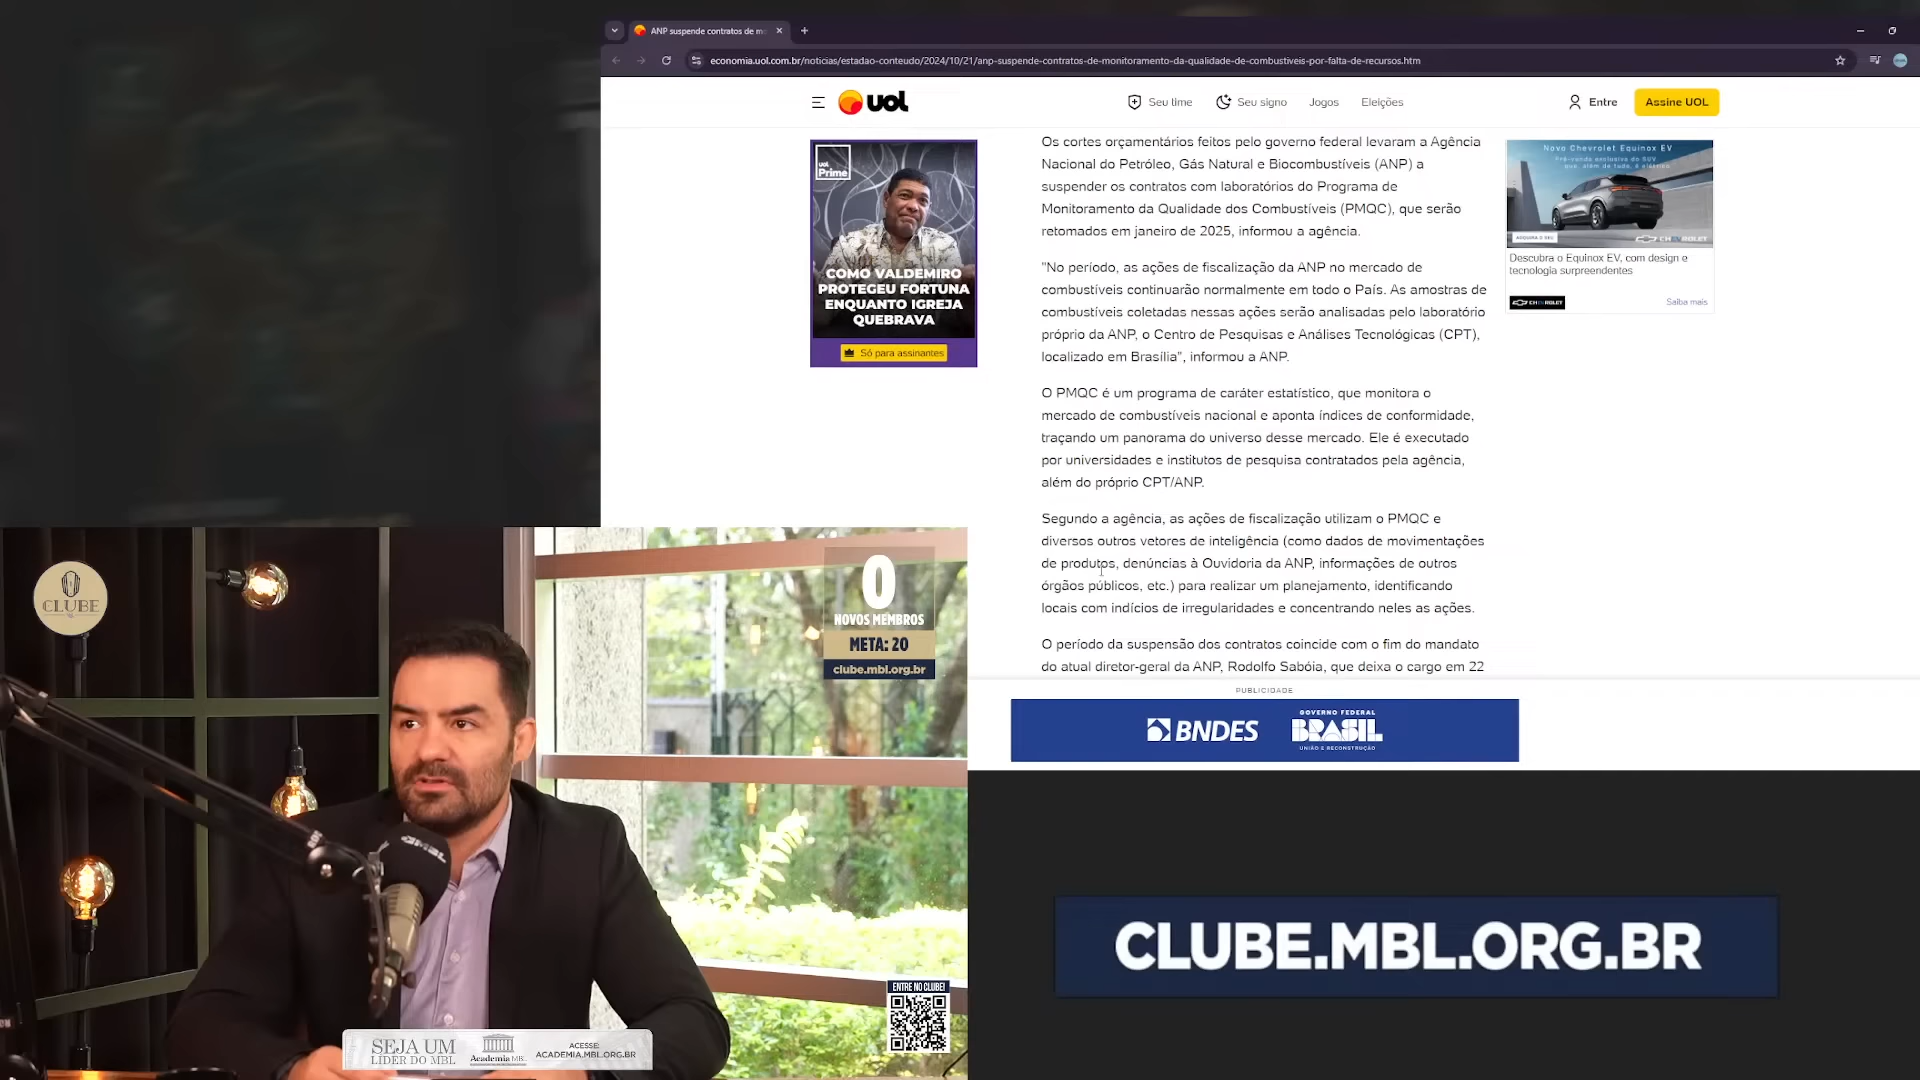 ANP suspende contratos de mo
economia.uol.com.br/noticias/estadao-conteudo/2024/10/21/anp-suspende-contratos-de-monitoramento-da-qualidade-de-combustiveis-por-falta-de-recursos.htm
UOL
Seu time
Seu signo
Jogos
Eleições
Entre
Assine UOL
uol
Prime
COMO VALDEMIRO
PROTEGEU FORTUNA
ENQUANTO IGREJA
QUEBRAVA
Só para assinantes
Os cortes orçamentários feitos pelo governo federal levaram a Agência
Nacional do Petróleo, Gás Natural e Biocombustíveis (ANP) a
suspender os contratos com laboratórios do Programa de
Monitoramento da Qualidade dos Combustíveis (PMQC), que serão
retomados em janeiro de 2025, informou a agência.
"No período, as ações de fiscalização da ANP no mercado de
combustíveis continuarão normalmente em todo o País. As amostras de
combustíveis coletadas nessas ações serão analisadas pelo laboratório
próprio da ANP, o Centro de Pesquisas e Análises Tecnológicas (CPT),
localizado em Brasília", informou a ANP.
O PMQC é um programa de caráter estatístico, que monitora o
mercado de combustíveis nacional e aponta índices de conformidade,
traçando um panorama do universo desse mercado. Ele é executado
por universidades e institutos de pesquisa contratados pela agência,
além do próprio CPT/ANP.
Segundo a agência, as ações de fiscalização utilizam o PMQC e
diversos outros vetores de inteligência (como dados de movimentações
de produtos, denúncias à Ouvidoria da ANP, informações de outros
órgãos públicos, etc.) para realizar um planejamento, identificando
locais com indícios de irregularidades e concentrando neles as ações.
O período da suspensão dos contratos coincide com o fim do mandato
do atual diretor-geral da ANP, Rodolfo Sabóia, que deixa o cargo em 22
Novo Chevrolet Equinox EV
Pré-venda exclusiva do SUV
que, além de tudo, é elétrico
CHEVROLET
Descubra o Equinox EV, com design e
tecnologia surpreendentes
CHEVROLET
Saiba mais
PUBLICIDADE
BNDES
GOVERNO FEDERAL
BRASIL
UNIÃO E RECONSTRUÇÃO
CLUBE
0
NOVOS MEMBROS
META: 20
clube.mbl.org.br
MBL
ENTRE NO CLUBE!
SEJA UM
LÍDER DO MBL
Academia MBL
ACESSE:
ACADEMIA.MBL.ORG.BR
CLUBE.MBL.ORG.BR